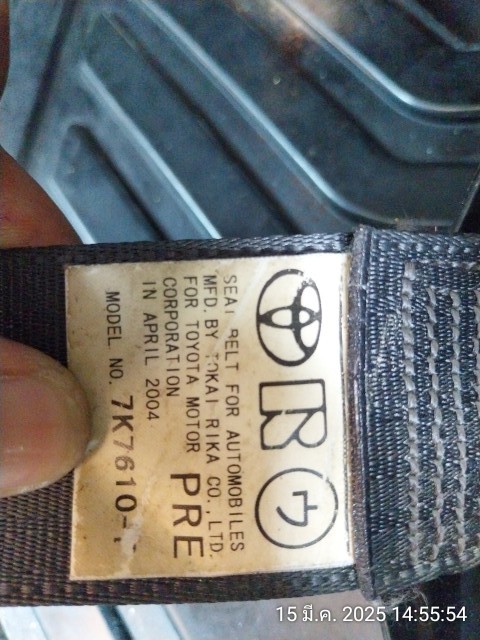 ウ
SEAT BELT FOR AUTOMOBILES
MFD. BY TOKAI RIKA CO., LTD.
FOR TOYOTA MOTOR
CORPORATION
IN APRIL 2004
PRE
MODEL NO. 7K7610-
15 มี.ค. 2025 14:55:54